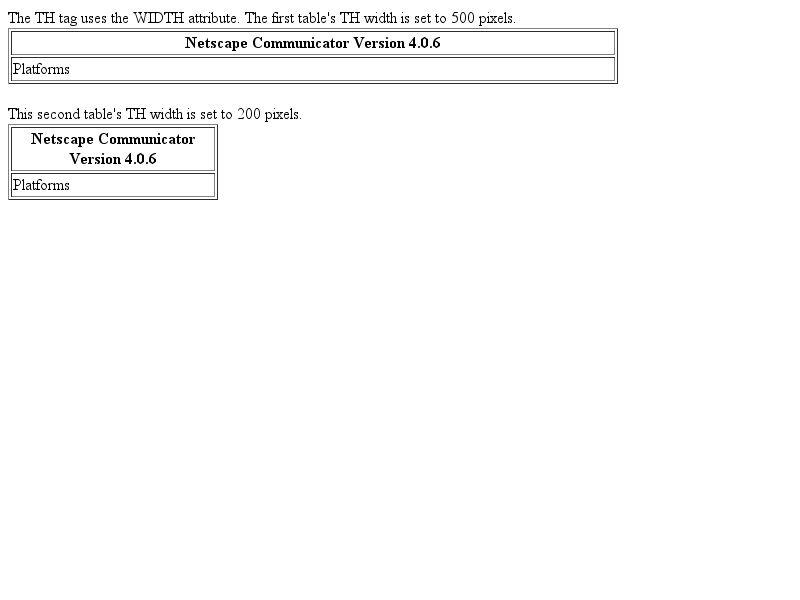 The TH tag uses the WIDTH attribute. The first table's TH width is set to 500 pixels.
Netscape Communicator Version 4.0.6
Platforms
This second table's TH width is set to 200 pixels.
Netscape Communicator
Version 4.0.6
Platforms